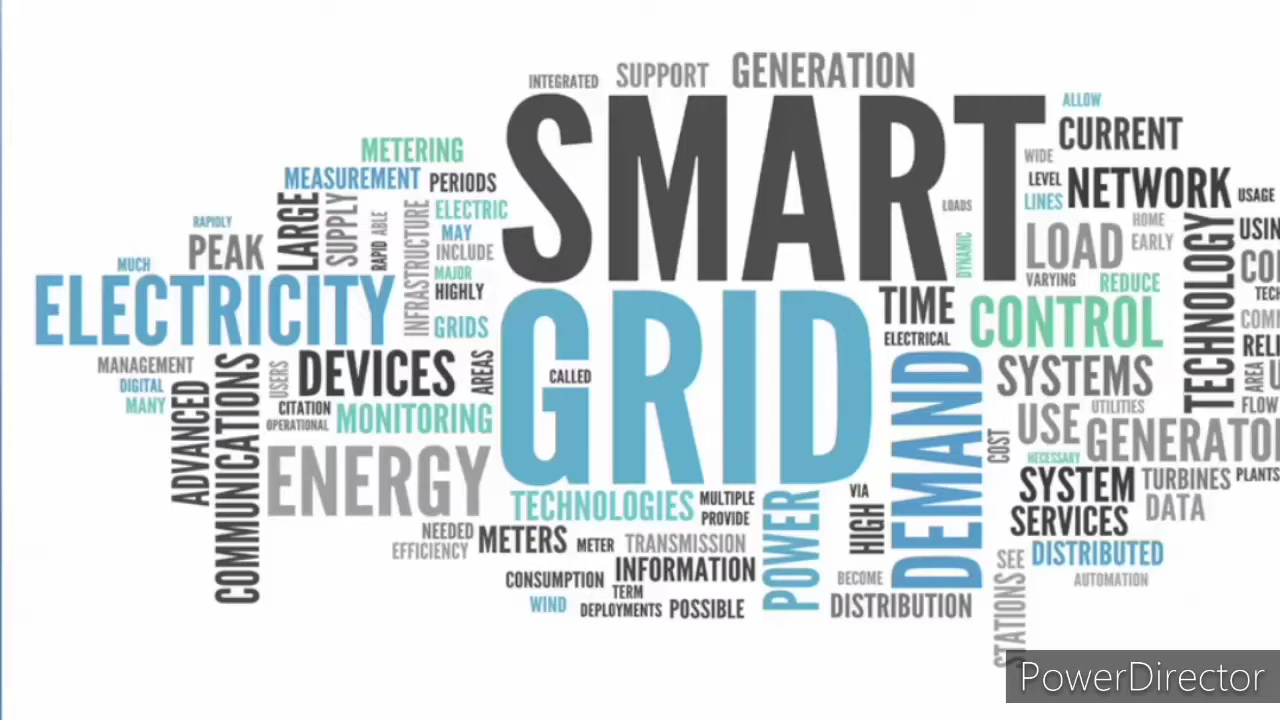 INTEGRATED SUPPORT GENERATION
SMART
GRID
ALLOW
CURRENT
WIDE
LEVEL NETWORK USAGE
LINES
METERING
MEASUREMENT PERIODS
LARGE
SUPPLY
RAPID ABLE
INFRASTRUCTURE
ELECTRIC
MAY
INCLUDE
MAJOR
HIGHLY
GRIDS
RAPIDLY
PEAK
MUCH
ELECTRICITY
LOADS
DYNAMIC
LOAD
HOME
EARLY
VARYING
REDUCE
TECHNOLOGY
TIME
ELECTRICAL
CONTROL
MANAGEMENT
DIGITAL
MANY
ADVANCED
COMMUNICATIONS
USERS
DEVICES
AREAS
CITATION
OPERATIONAL
MONITORING
ENERGY
CALLED
DEMAND
SYSTEMS
USE
UTILITIES
AREA
FLOW
COST
GENERATO
NECESSARY
SYSTEM
TURBINES PLANTS
SERVICES
DATA
TECHNOLOGIES
MULTIPLE
PROVIDE
POWER
VIA
HIGH
NEEDED
EFFICIENCY
METERS METER TRANSMISSION
CONSUMPTION INFORMATION
TERM
WIND DEPLOYMENTS POSSIBLE
BECOME
DISTRIBUTION
SEE DISTRIBUTED
AUTOMATION
STATIONS
PowerDirector